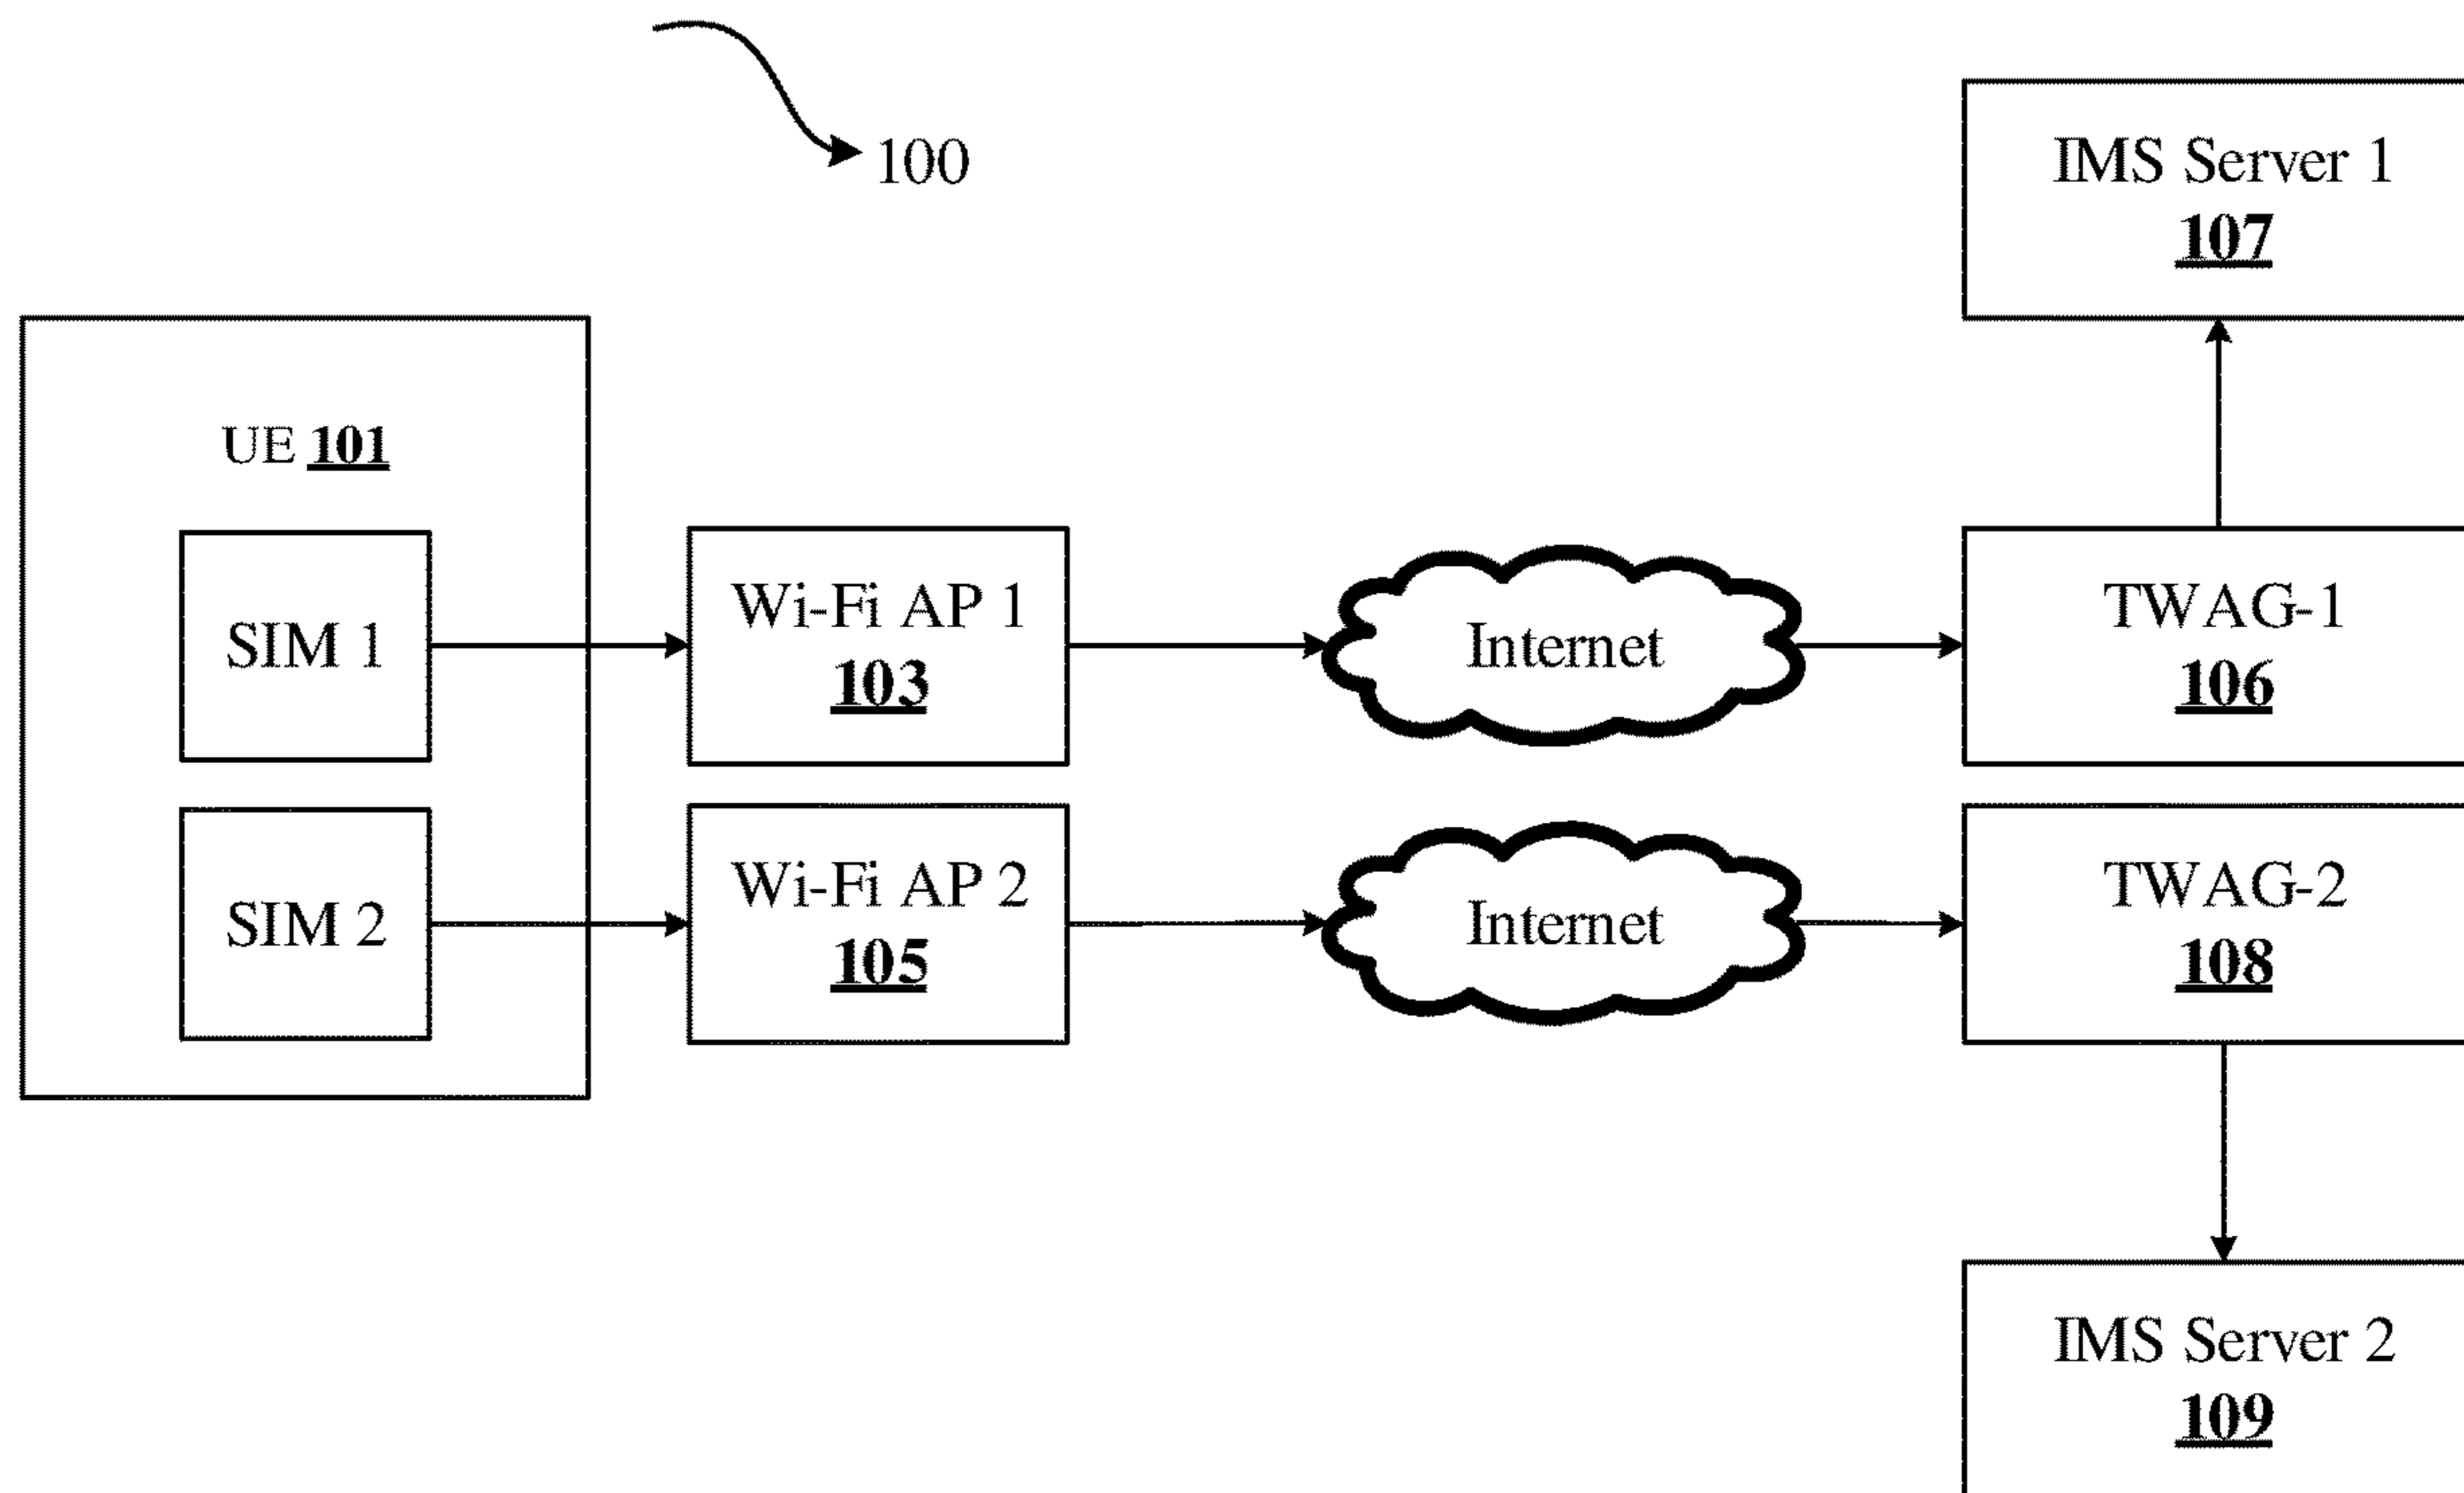 100
IMS Server 1
107
UE 101
SIM 1
Wi-Fi AP 1
103
Internet
TWAG-1
106
SIM 2
Wi-Fi AP 2
105
Internet
TWAG-2
108
IMS Server 2
109